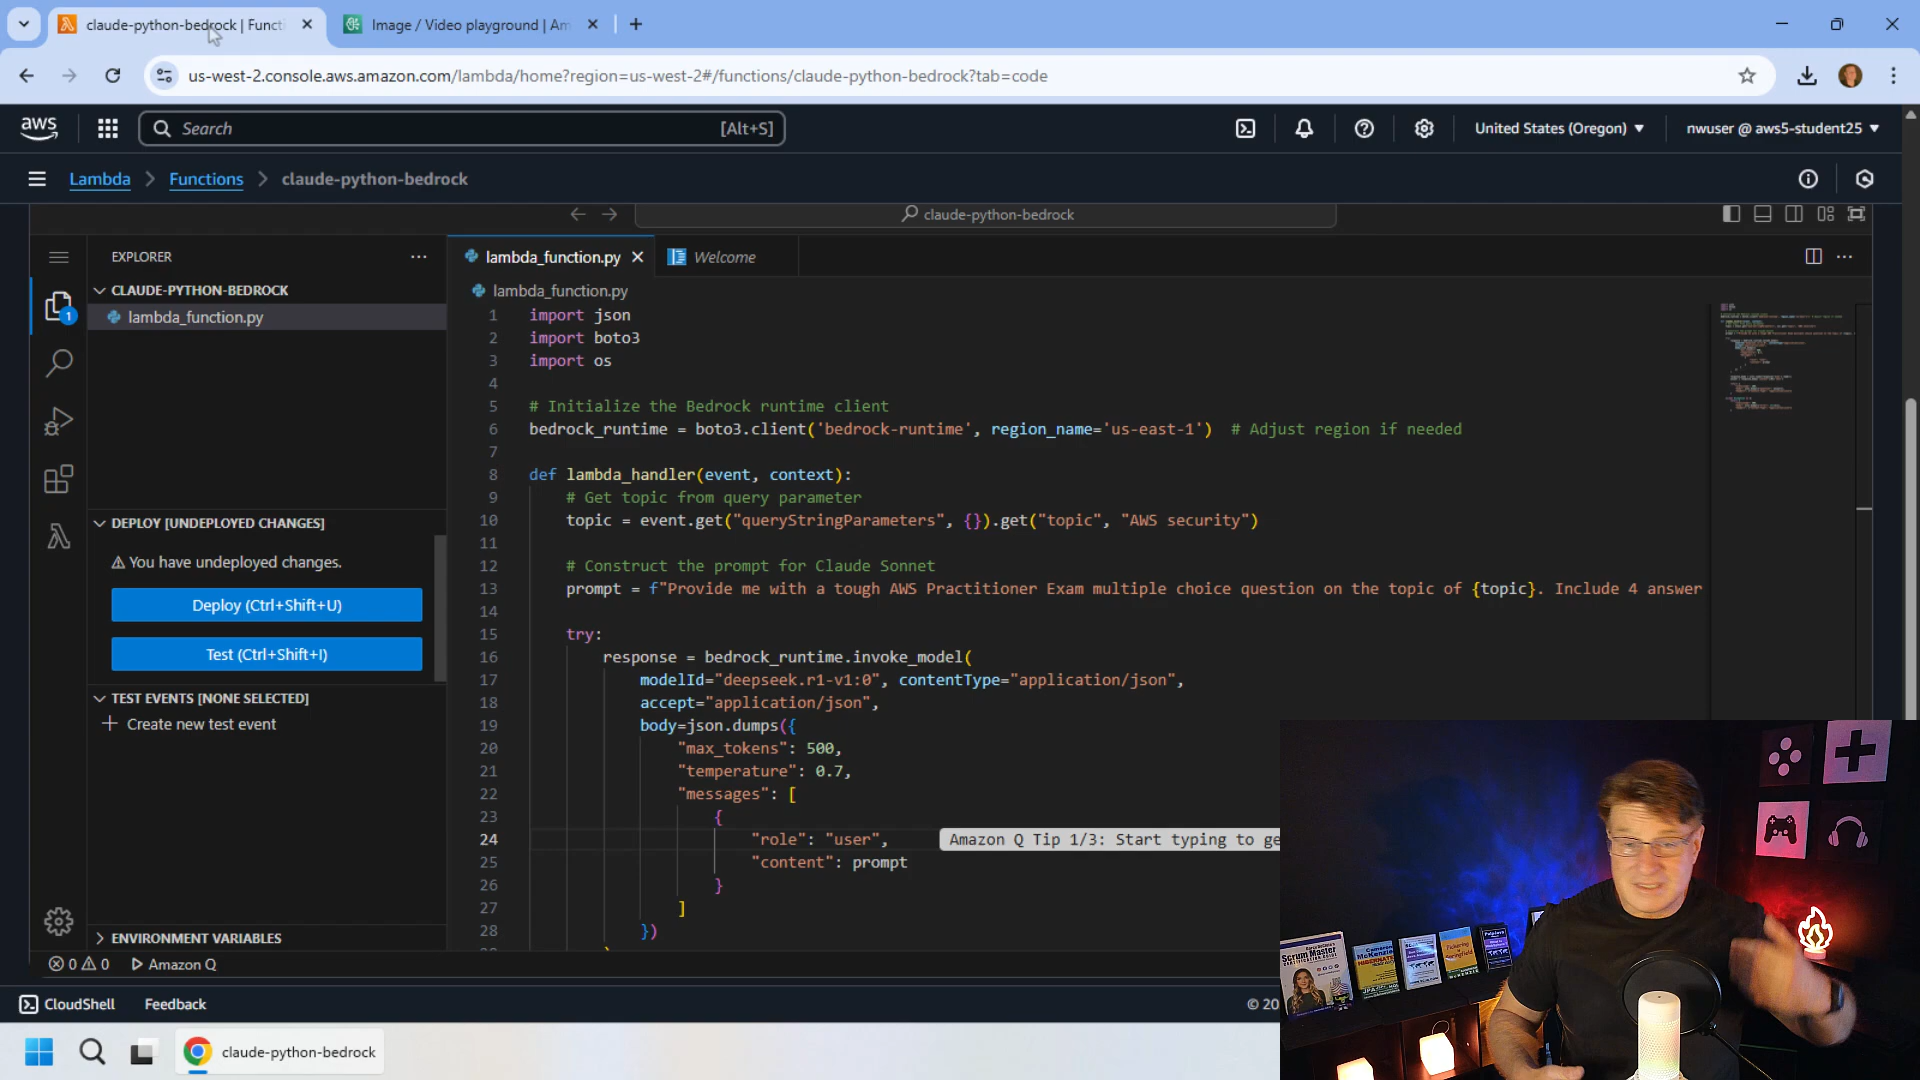 claude-python-bedrock | Functi
Image / Video playground | Am
us-west-2.console.aws.amazon.com/lambda/home?region=us-west-2#/functions/claude-python-bedrock?tab=code
aws
Search
[Alt+S]
United States (Oregon)
nwuser @ aws5-student25
Lambda
Functions
claude-python-bedrock
claude-python-bedrock
EXPLORER
CLAUDE-PYTHON-BEDROCK
lambda_function.py
1
DEPLOY [UNDEPLOYED CHANGES]
You have undeployed changes.
Deploy (Ctrl+Shift+U)
Test (Ctrl+Shift+I)
TEST EVENTS [NONE SELECTED]
Create new test event
ENVIRONMENT VARIABLES
lambda_function.py
Welcome
lambda_function.py
1 import json
2 import boto3
3 import os
4
5 # Initialize the Bedrock runtime client
6 bedrock_runtime = boto3.client('bedrock-runtime', region_name='us-east-1') # Adjust region if needed
7
8 def lambda_handler(event, context):
9 # Get topic from query parameter
10 topic = event.get("queryStringParameters", {}).get("topic", "AWS security")
11
12 # Construct the prompt for Claude Sonnet
13 prompt = f"Provide me with a tough AWS Practitioner Exam multiple choice question on the topic of {topic}. Include 4 answer
14
15 try:
16 response = bedrock_runtime.invoke_model(
17 modelId="deepseek.r1-v1:0", contentType="application/json",
18 accept="application/json",
19 body=json.dumps({
20 "max_tokens": 500,
21 "temperature": 0.7,
22 "messages": [
23 {
24 "role": "user", Amazon Q Tip 1/3: Start typing to ge
25 "content": prompt
26 }
27 ]
28 })
0 0 Amazon Q
CloudShell
Feedback
© 20
claude-python-bedrock
Scrum Master
HIBERNATE